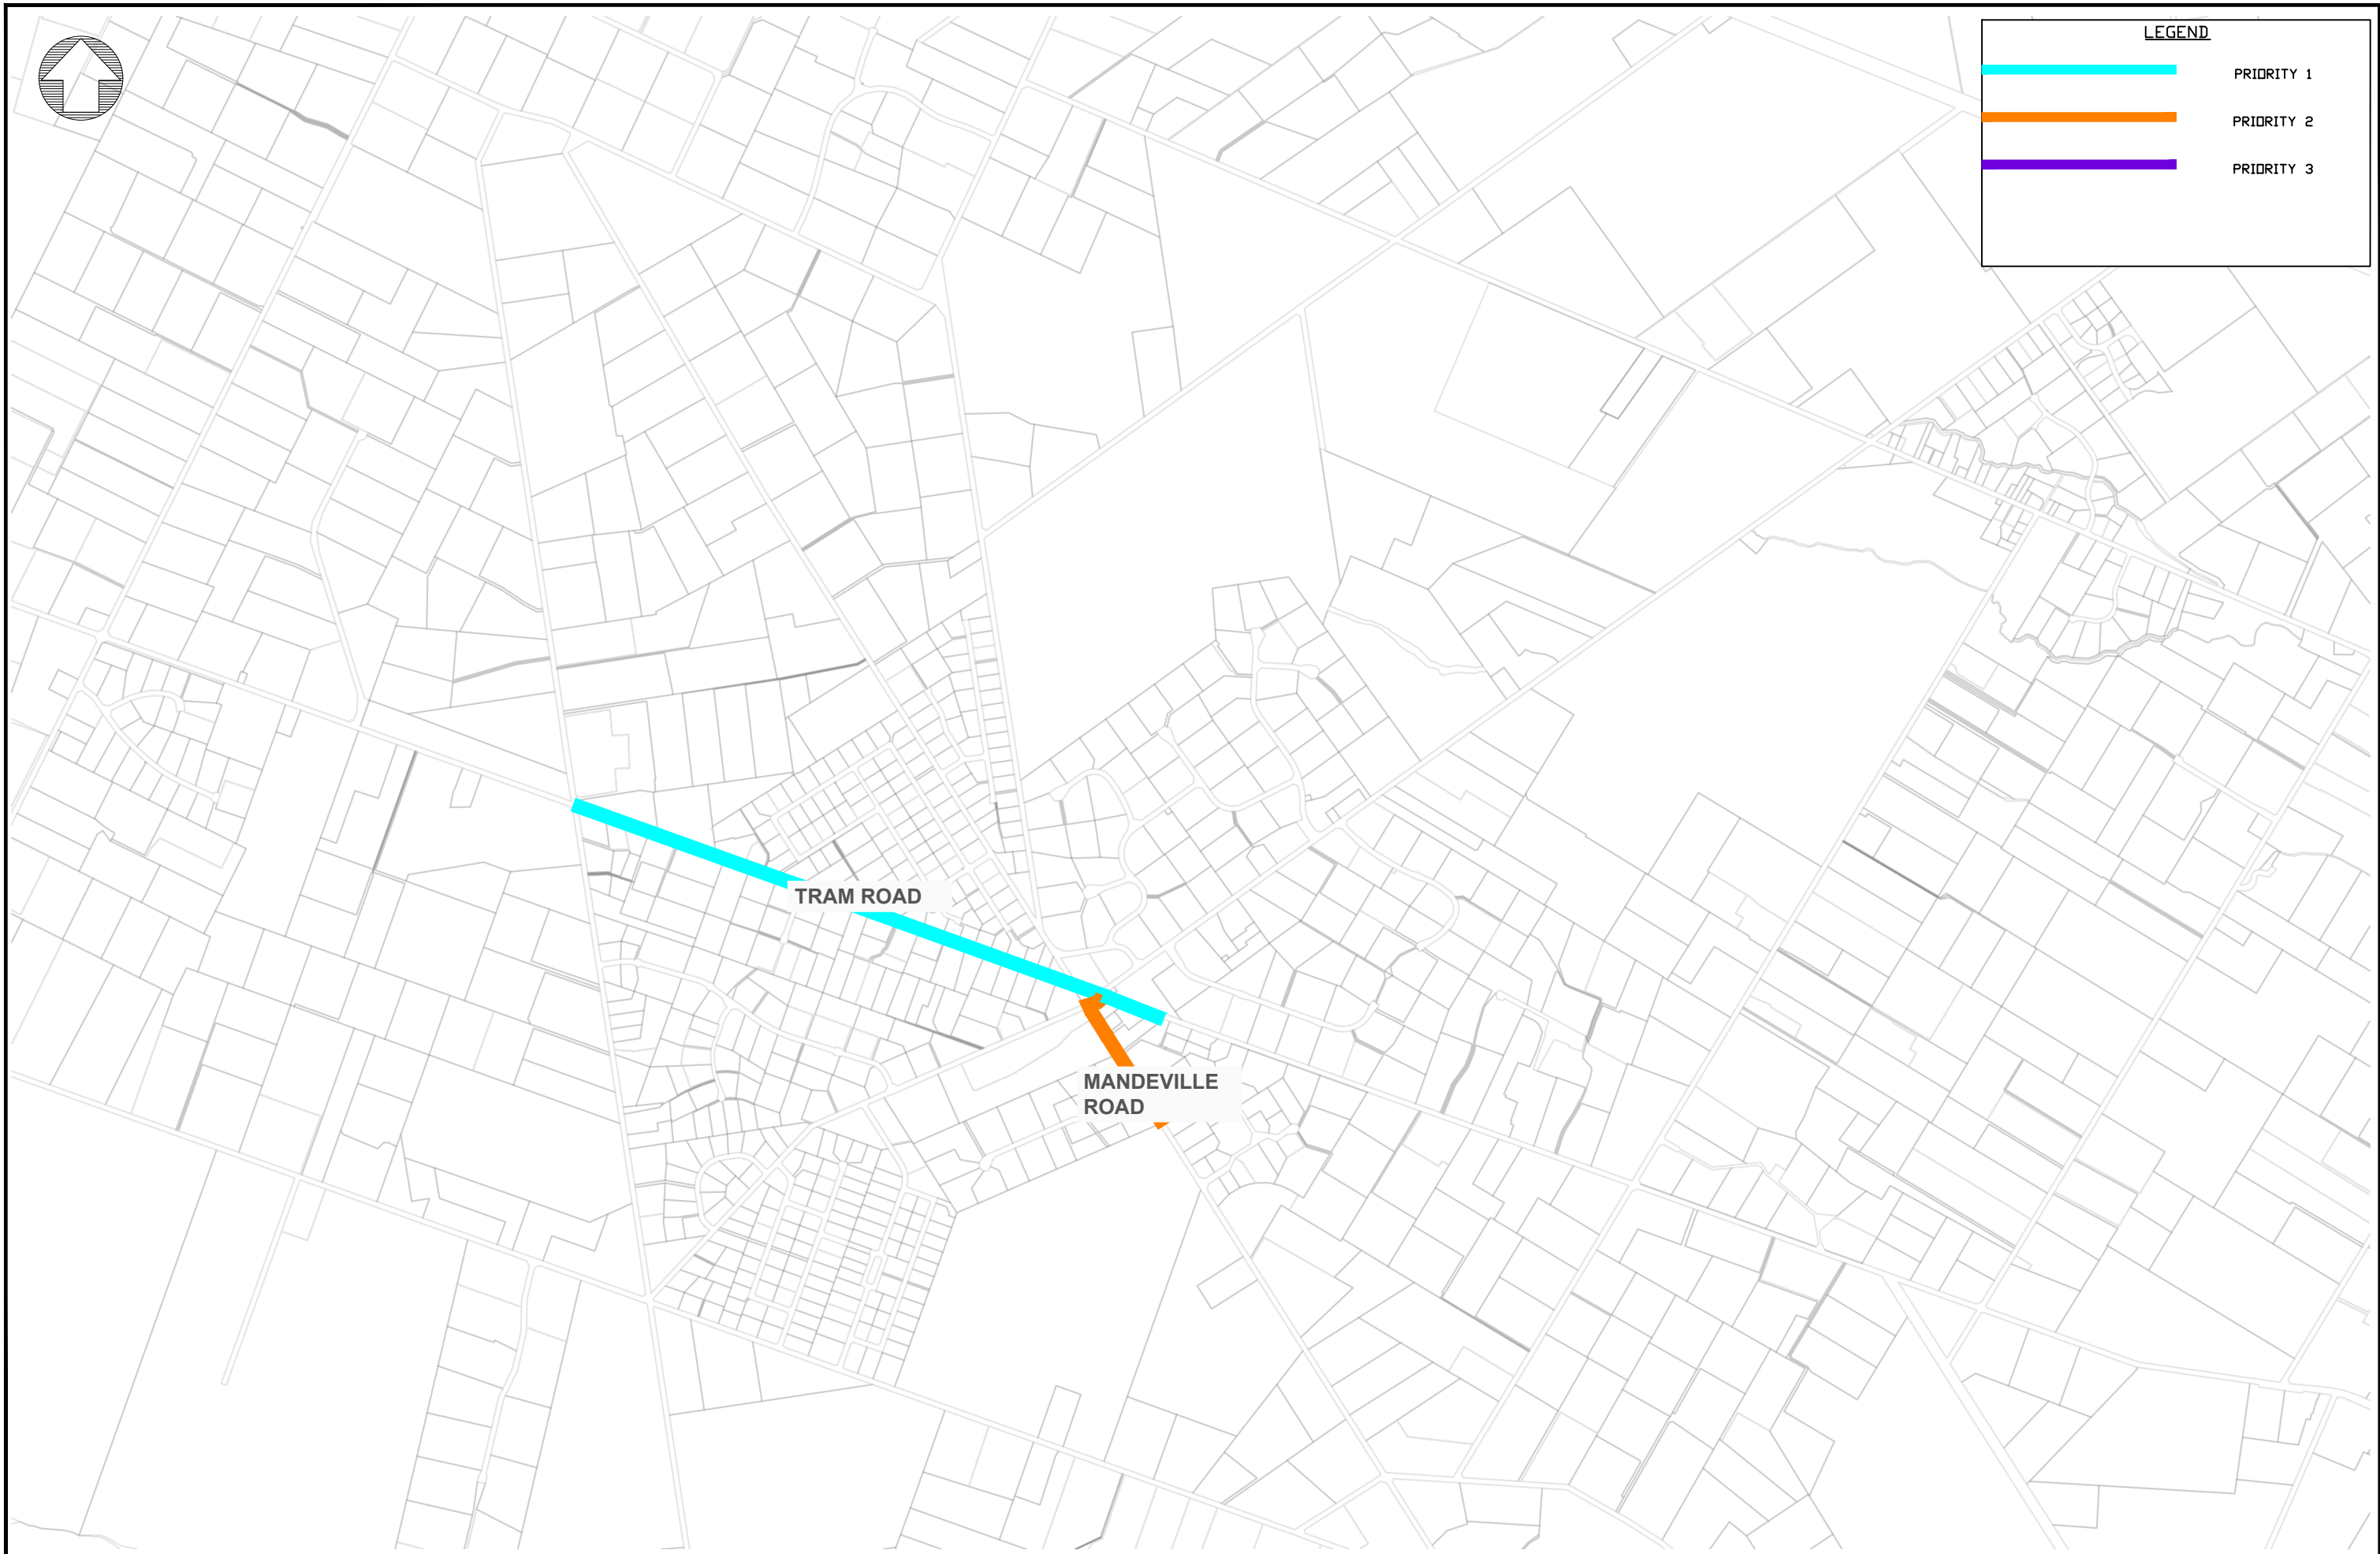 LEGEND
PRIORITY 1
PRIORITY 2
PRIORITY 3
TRAM ROAD
MANDEVILLE
ROAD